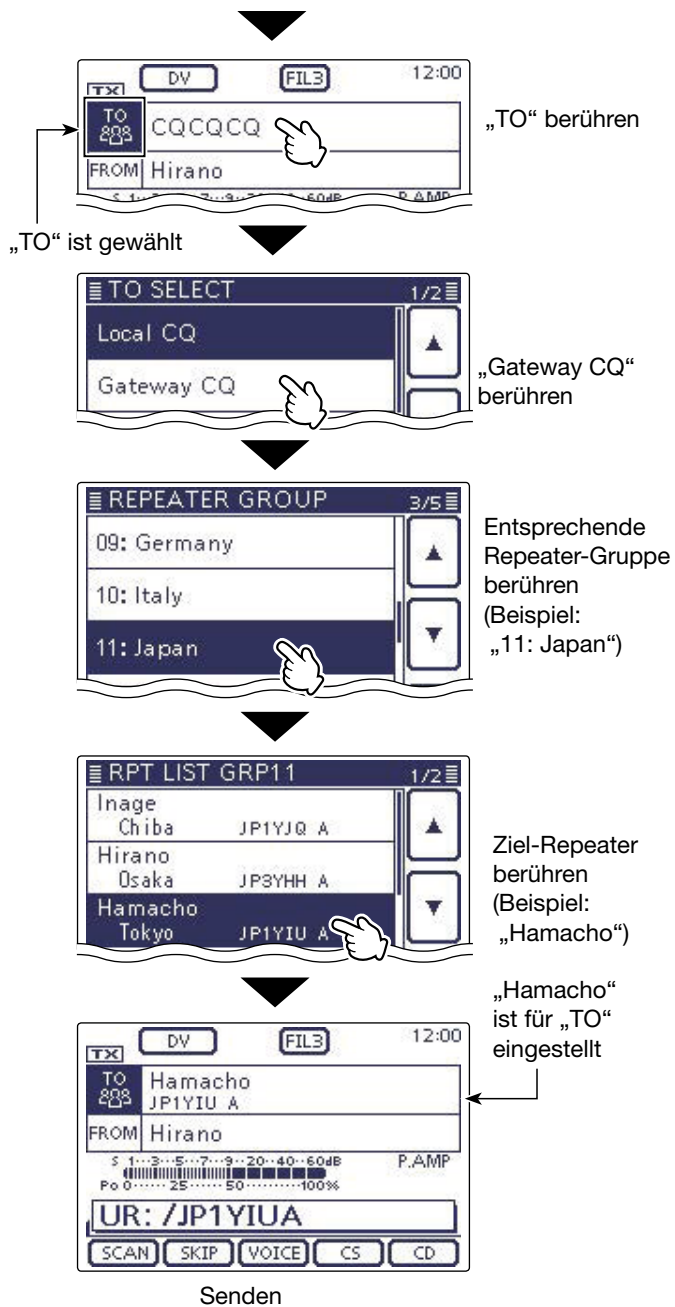 TX DV FIL3 12:00
TO CQCQCQ
„TO“ berühren
FROM Hirano
„TO“ ist gewählt
TO SELECT 1/2
Local CQ
Gateway CQ
„Gateway CQ“
berühren
REPEATER GROUP 3/5
09: Germany
10: Italy
11: Japan
Entsprechende
Repeater-Gruppe
berühren
(Beispiel:
„11: Japan“)
RPT LIST GRP11 1/2
Inage
Chiba JP1YJQ A
Hirano
Osaka JP3YHH A
Hamacho
Tokyo JP1YIU A
Ziel-Repeater
berühren
(Beispiel:
„Hamacho“)
„Hamacho“
ist für „TO“
eingestellt
TX DV FIL3 12:00
TO Hamacho
JP1YIU A
FROM Hirano
S 1···3···5···7···9··20··40··60dB P.AMP
Po 0······25······50··········100%
UR: /JP1YIUA
SCAN SKIP VOICE CS CD
Senden